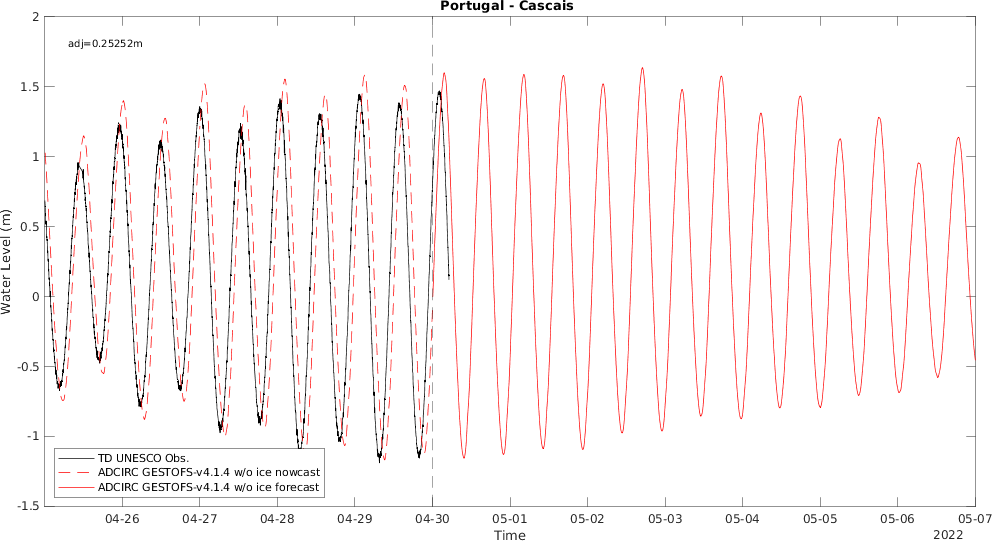 Portugal - Cascais
adj=0.25252m
Water Level (m)
2
1.5
1
0.5
0
-0.5
-1
-1.5
TD UNESCO Obs.
ADCIRC GESTOFS-v4.1.4 w/o ice nowcast
ADCIRC GESTOFS-v4.1.4 w/o ice forecast
04-26 04-27 04-28 04-29 04-30 05-01 05-02 05-03 05-04 05-05 05-06 05-07
Time
2022